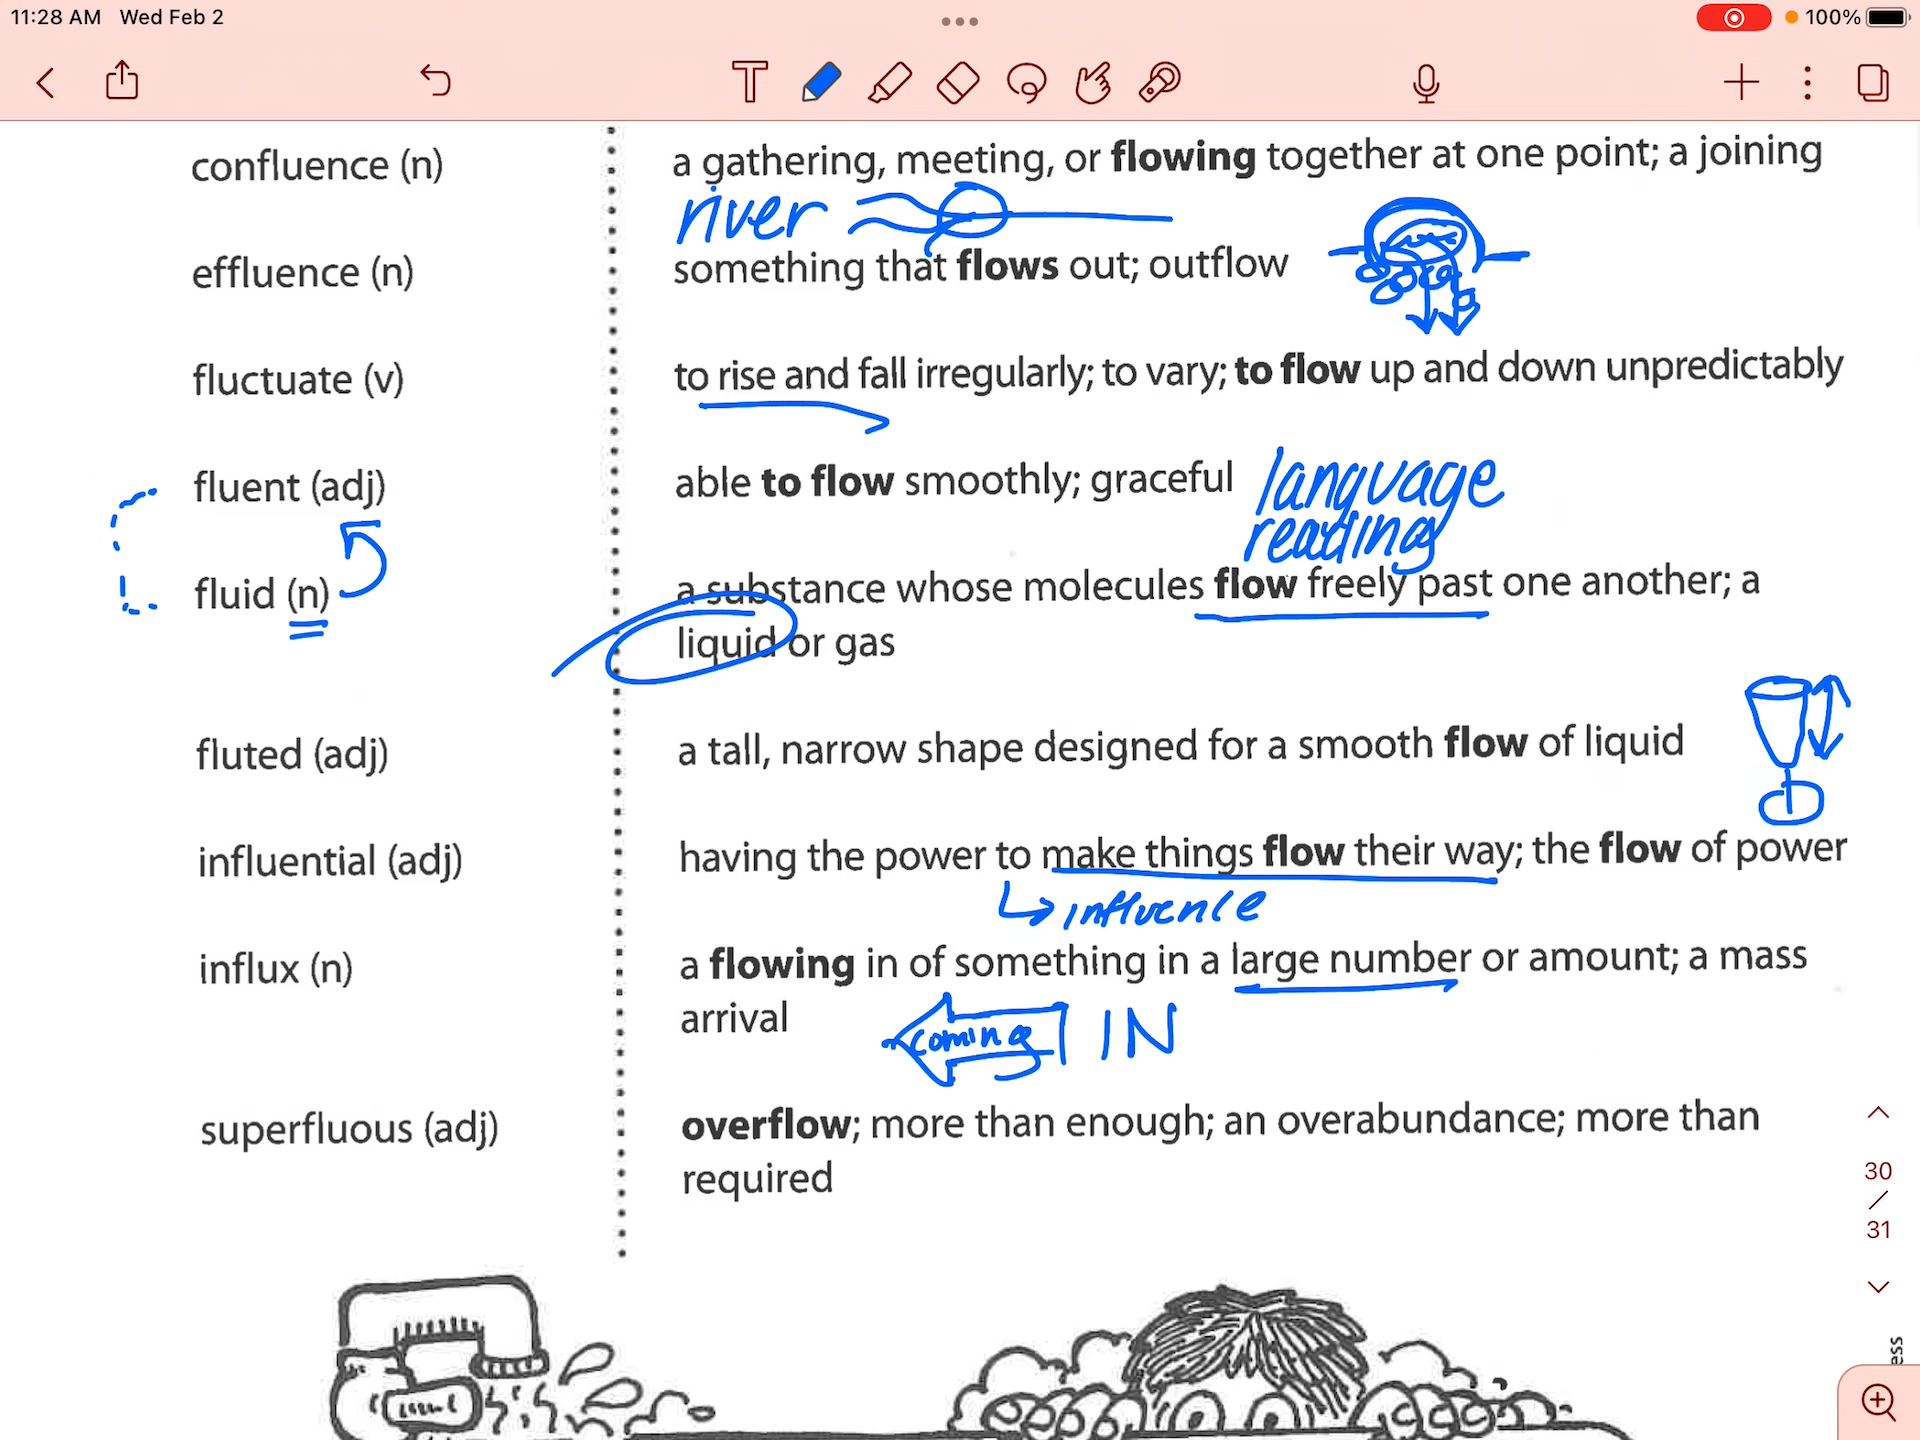 11:28 AM Wed Feb 2
100%
T
confluence (n) a gathering, meeting, or flowing together at one point; a joining
river
effluence (n) something that flows out; outflow
fluctuate (v) to rise and fall irregularly; to vary; to flow up and down unpredictably
fluent (adj) able to flow smoothly; graceful language
reading
fluid (n) a substance whose molecules flow freely past one another; a
liquid or gas
fluted (adj) a tall, narrow shape designed for a smooth flow of liquid
influential (adj) having the power to make things flow their way; the flow of power
influence
influx (n) a flowing in of something in a large number or amount; a mass
arrival
coming IN
superfluous (adj) overflow; more than enough; an overabundance; more than
required
30
/
31
ess